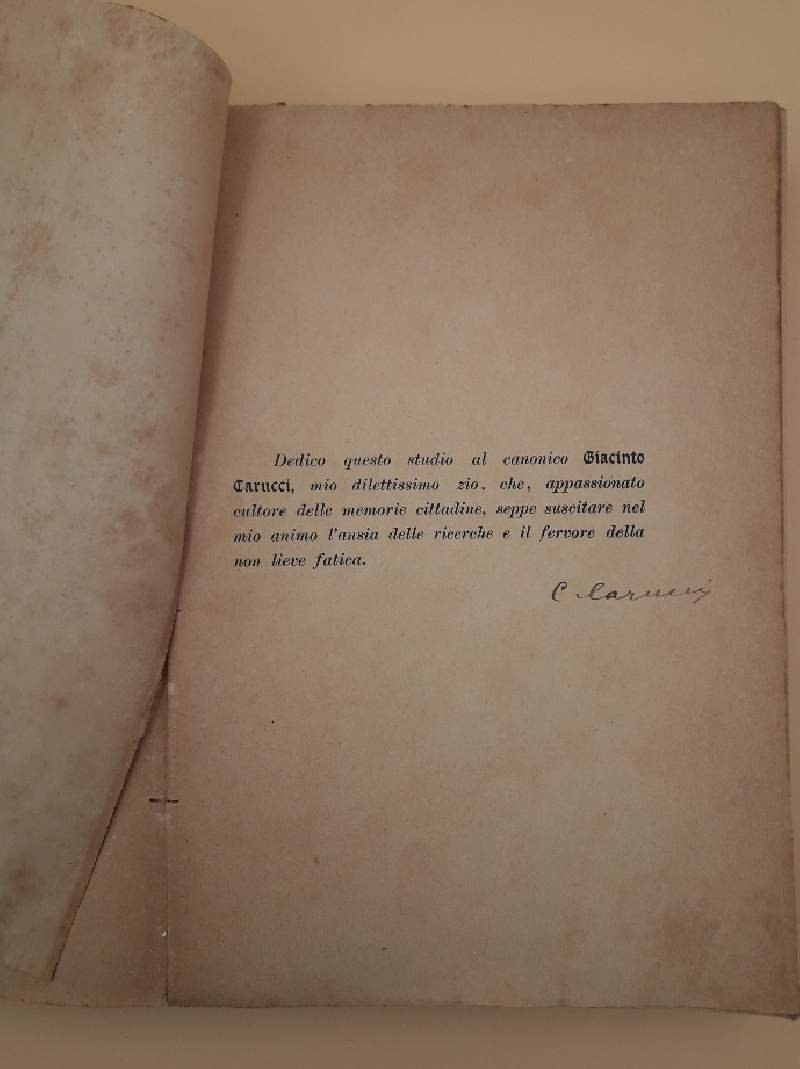 Dedico questo studio al canonico Giacinto
Carucci, mio dilettissimo zio, che, appassionato
cultore delle memorie cittadine, seppe suscitare nel
mio animo l'ansia delle ricerche e il fervore della
non lieve fatica.
C. Carucci